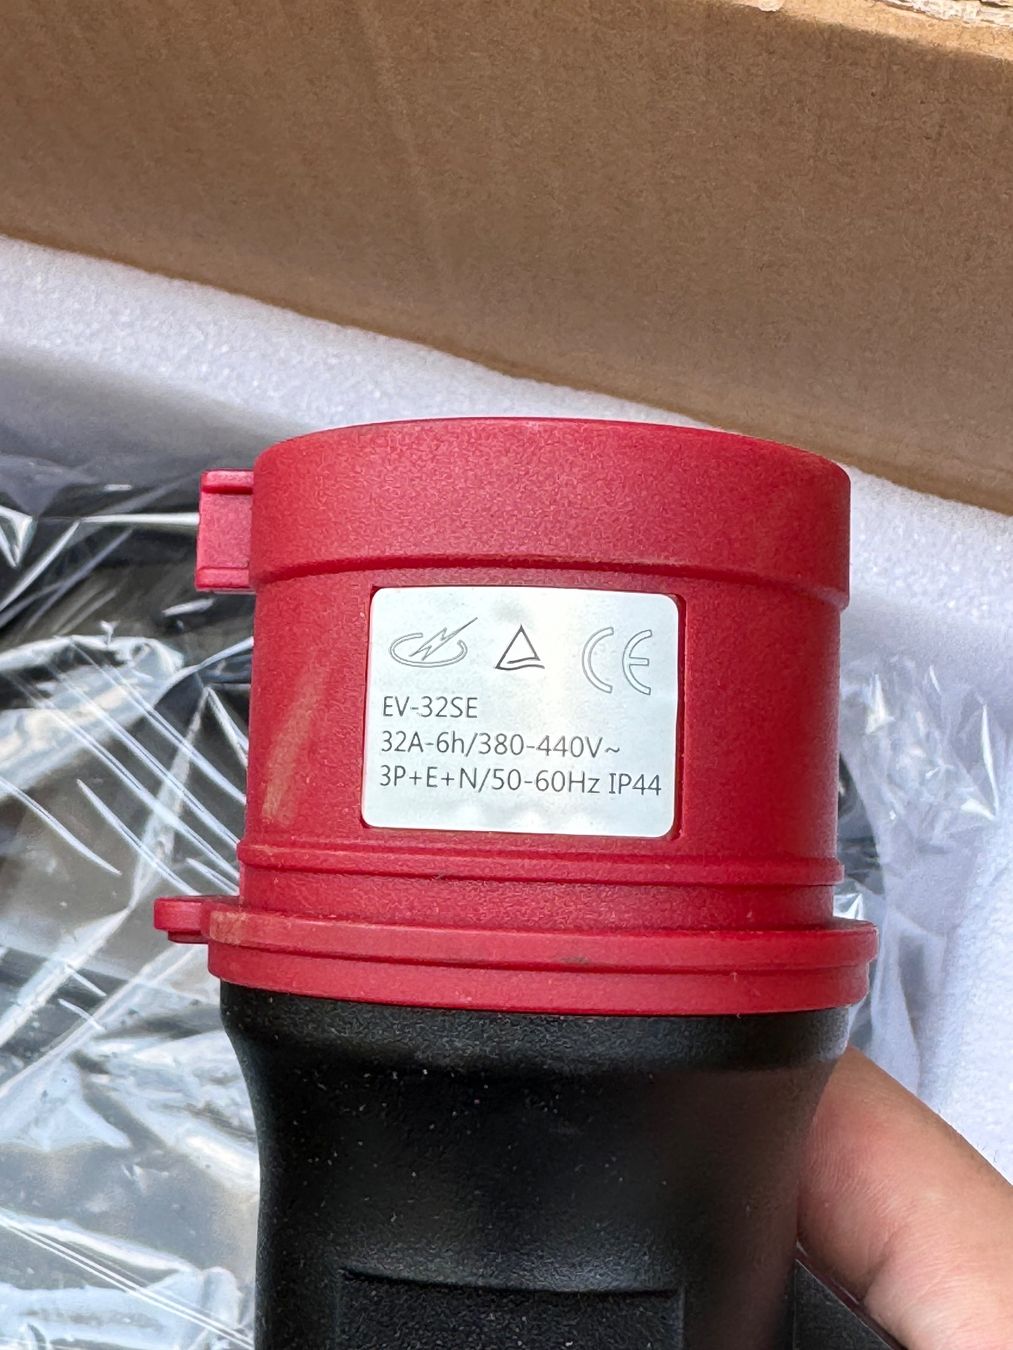 CE
EV-32SE
32A-6h/380-440V~
3P+E+N/50-60Hz IP44